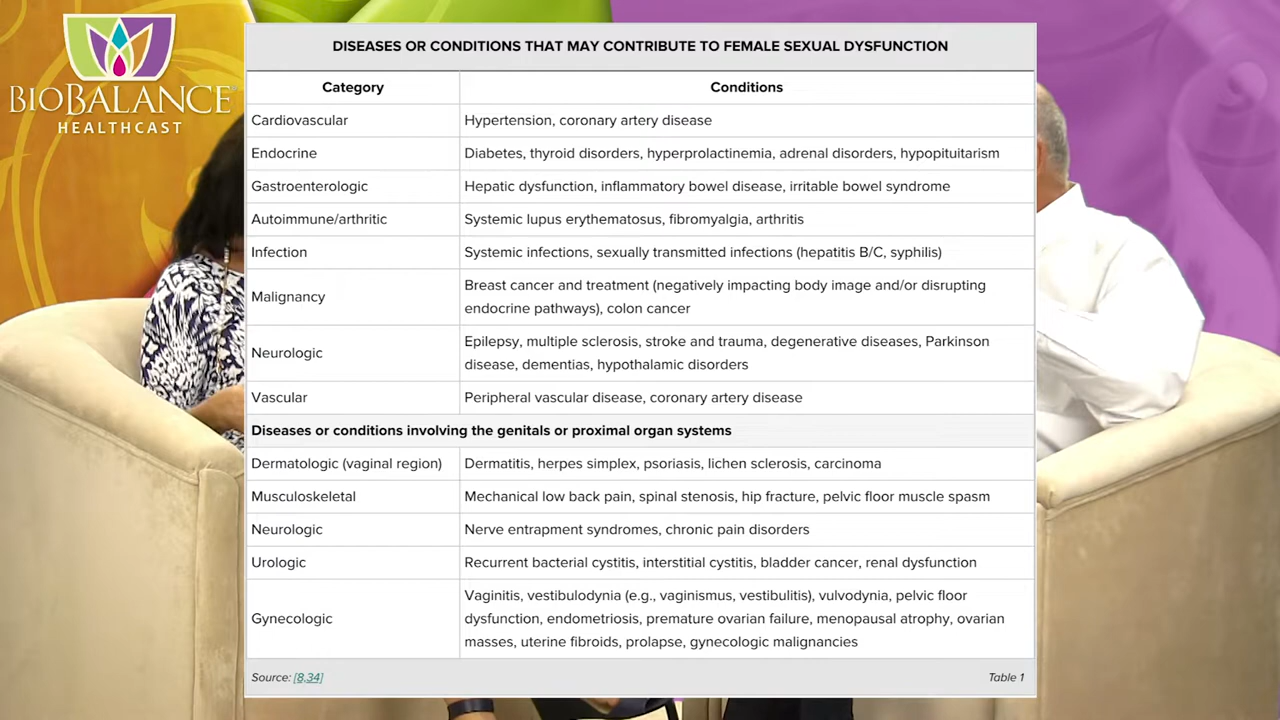 BIOBALANCE
HEALTHCAST
DISEASES OR CONDITIONS THAT MAY CONTRIBUTE TO FEMALE SEXUAL DYSFUNCTION
Category Conditions
Cardiovascular Hypertension, coronary artery disease
Endocrine Diabetes, thyroid disorders, hyperprolactinemia, adrenal disorders, hypopituitarism
Gastroenterologic Hepatic dysfunction, inflammatory bowel disease, irritable bowel syndrome
Autoimmune/arthritic Systemic lupus erythematosus, fibromyalgia, arthritis
Infection Systemic infections, sexually transmitted infections (hepatitis B/C, syphilis)
Malignancy Breast cancer and treatment (negatively impacting body image and/or disrupting
endocrine pathways), colon cancer
Neurologic Epilepsy, multiple sclerosis, stroke and trauma, degenerative diseases, Parkinson
disease, dementias, hypothalamic disorders
Vascular Peripheral vascular disease, coronary artery disease
Diseases or conditions involving the genitals or proximal organ systems
Dermatologic (vaginal region) Dermatitis, herpes simplex, psoriasis, lichen sclerosis, carcinoma
Musculoskeletal Mechanical low back pain, spinal stenosis, hip fracture, pelvic floor muscle spasm
Neurologic Nerve entrapment syndromes, chronic pain disorders
Urologic Recurrent bacterial cystitis, interstitial cystitis, bladder cancer, renal dysfunction
Gynecologic Vaginitis, vestibulodynia (e.g., vaginismus, vestibulitis), vulvodynia, pelvic floor
dysfunction, endometriosis, premature ovarian failure, menopausal atrophy, ovarian
masses, uterine fibroids, prolapse, gynecologic malignancies
Source: [8,34] Table 1